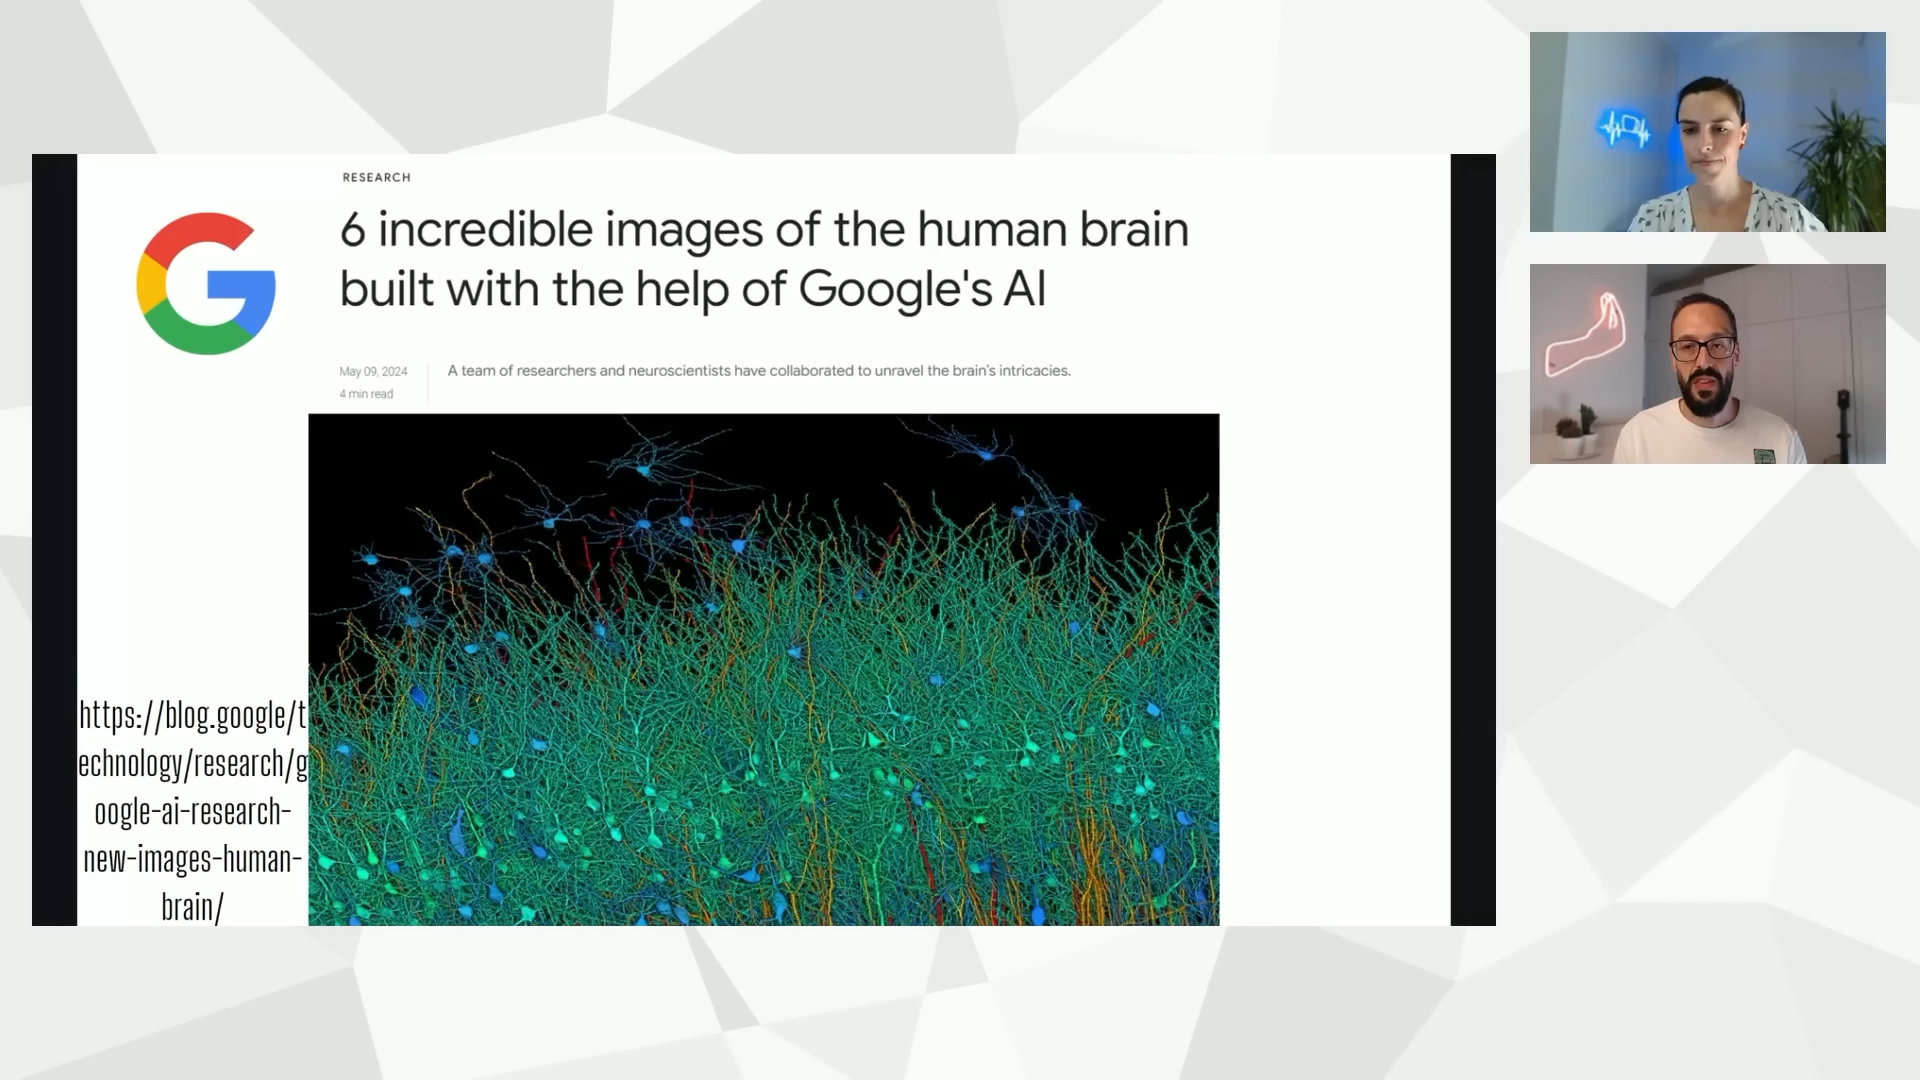 RESEARCH
6 incredible images of the human brain
built with the help of Google's AI
May 09, 2024
4 min read
A team of researchers and neuroscientists have collaborated to unravel the brain's intricacies.
https://blog.google/t
echnology/research/g
oogle-ai-research-
new-images-human-
brain/